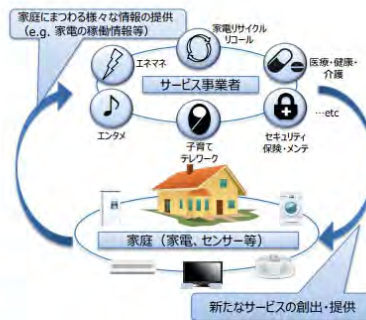 家庭にまつわる様々な情報の提供
(e.g. 家電の稼働情報等)
家電リサイクル
リコール
エネマネ
医療・健康・
介護
サービス事業者
エンタメ
子育て
テレワーク
セキュリティ
保険・メンテ
…etc
家庭(家電、センサー等)
新たなサービスの創出・提供